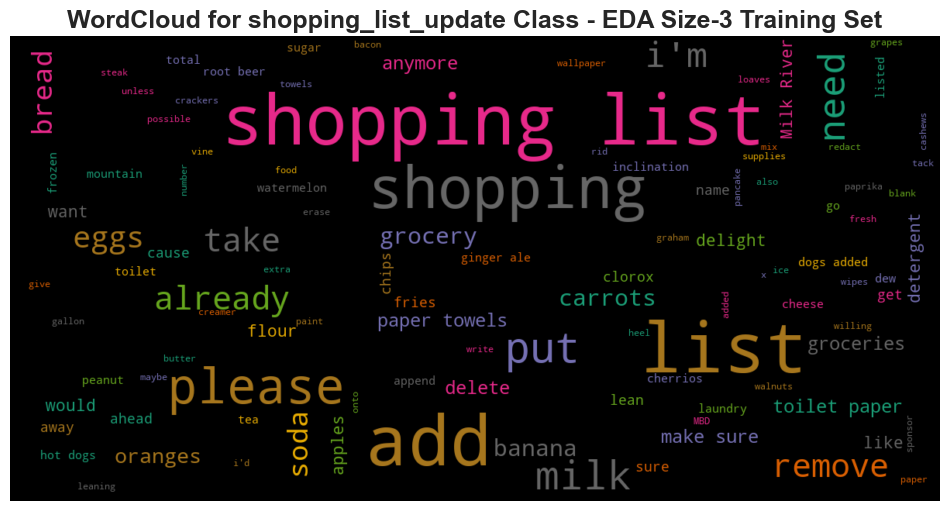 WordCloud for shopping_list_update Class - EDA Size-3 Training Set
sugar
bacon
i'm
grapes
bread
total
root beer
anymore
wallpaper
Milk River
need
listed
steak
towels
loaves
unless
crackers
shopping list
possible
cashews
vine
rid
mix
redact
supplies
frozen
mountain
number
food
inclination
pancake
also
tack
watermelon
shopping
name
paprika
blank
want
erase
go
fresh
eggs
take
grocery
graham
delight
detergent
cause
chips
ginger ale
dogs added
toilet
extra
clorox
x
ice
wipes
dew
give
already
fries
carrots
added
cheese
get
creamer
gallon
paint
paper towels
willing
flour
heel
put
list
groceries
write
butter
peanut
maybe
please
append
delete
cherrios
walnuts
would
onto
lean
laundry
toilet paper
away
ahead
tea
soda
apples
add
MBD
make sure
like
sponsor
hot dogs
oranges
i'd
banana
milk
sure
remove
paper
leaning